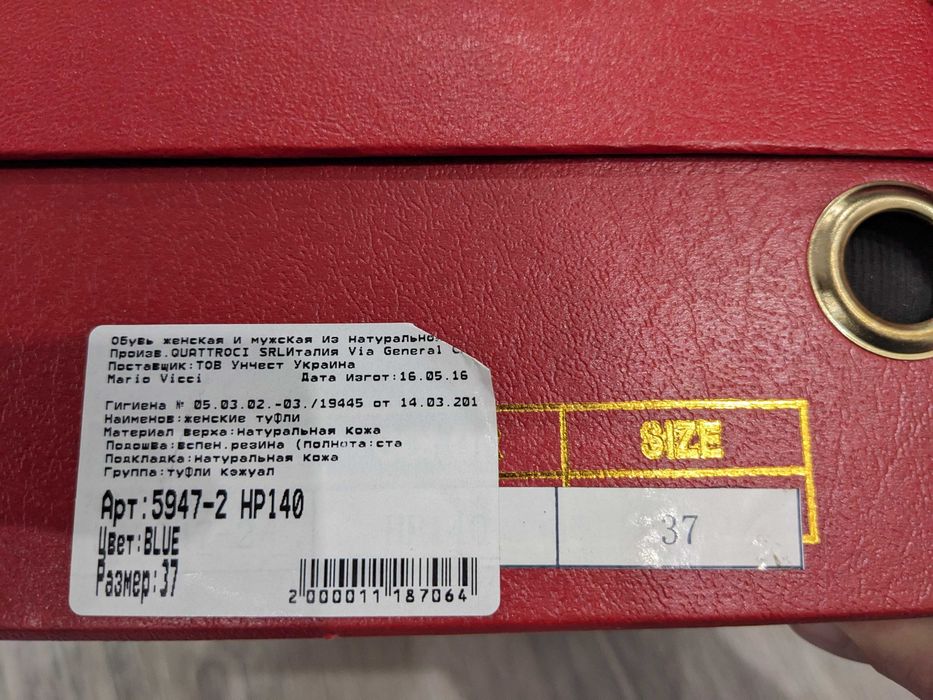 Обувь женская и мужская из
Произв.QUATTROCI SRLИталия Via General
Поставщик:ТОВ Унчест Украина
Mario Vicci Дата изгот:16.05.16
Гигиена № 05.03.02.-03./19445 от 14.03.201
Наименов:женские туфли
Материал верха:натуральная кожа
Подошва:вспен.резина (полнота:ста
Подкладка:натуральная кожа
Группа:туфли кэжуал
Арт:5947-2 HP140
Цвет:BLUE
Размер:37
2 000011 187064
SIZE
37